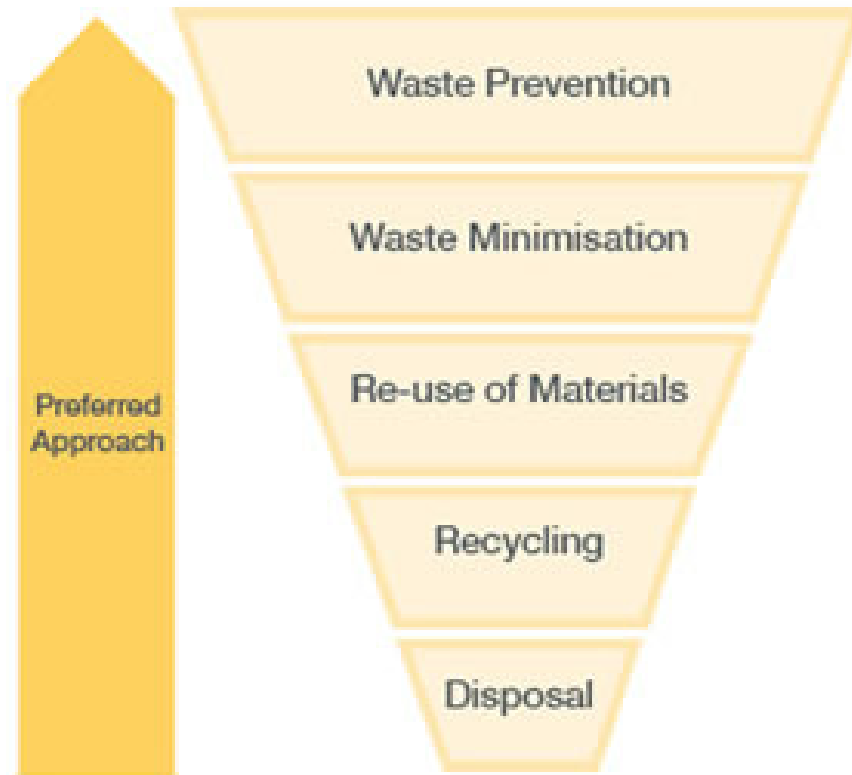 Waste Prevention
Waste Minimisation
Re-use of Materials
Recycling
Disposal
Preferred
Approach